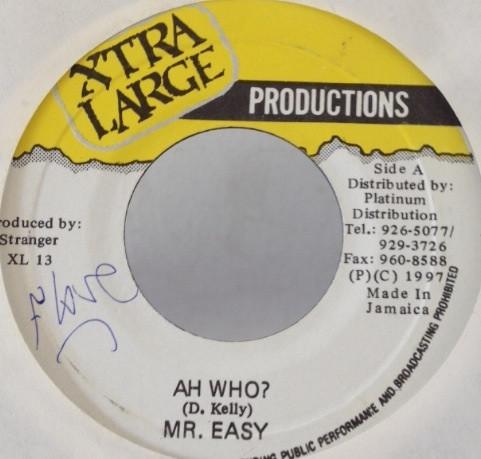 XTRA
LARGE
PRODUCTIONS
Side A
Distributed by:
Platinum
Distribution
Tel.: 926-5077/
929-3726
Fax: 960-8588
(P)(C) 1997
Made In
Jamaica
roduced by:
Stranger
XL 13
AH WHO?
(D. Kelly)
MR. EASY
PUBLIC PERFORMANCE AND BROADCASTING PROHIBITED